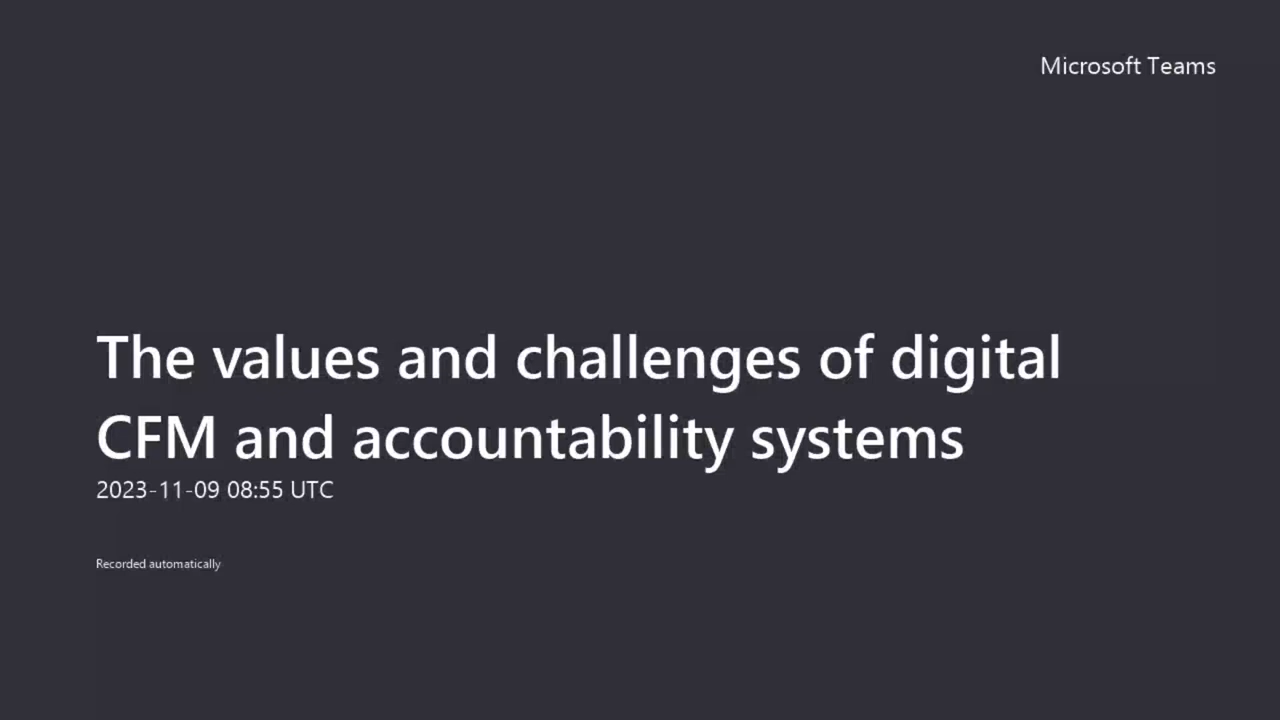 Microsoft Teams
The values and challenges of digital
CFM and accountability systems
2023-11-09 08:55 UTC
Recorded automatically